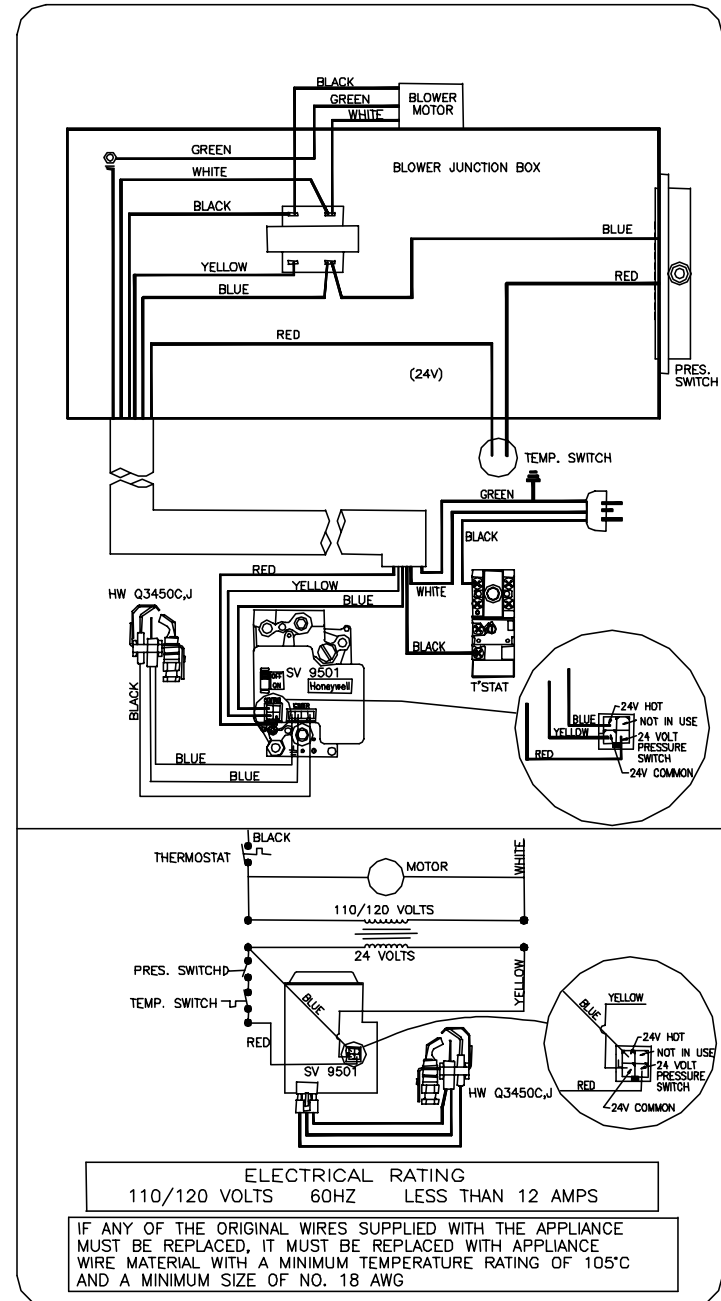 BLACK
GREEN
WHITE
BLOWER
MOTOR
GREEN
WHITE
BLOWER JUNCTION BOX
BLACK
BLUE
YELLOW
RED
BLUE
RED
(24V)
PRES.
SWITCH
TEMP. SWITCH
GREEN
BLACK
RED
YELLOW
WHITE
BLUE
HW Q3450C,J
BLACK
OFF
ON
SV 9501
Honeywell
BLACK
T'STAT
BLUE
BLUE
24V HOT
BLUE
NOT IN USE
YELLOW
24 VOLT
PRESSURE
SWITCH
RED
24V COMMON
BLACK
THERMOSTAT
MOTOR
WHITE
110/120 VOLTS
24 VOLTS
PRES. SWITCH
TEMP. SWITCH
BLUE
YELLOW
RED
SV 9501
HW Q3450C,J
YELLOW
BLUE
24V HOT
NOT IN USE
24 VOLT
PRESSURE
SWITCH
RED
24V COMMON
ELECTRICAL RATING
110/120 VOLTS 60HZ LESS THAN 12 AMPS
IF ANY OF THE ORIGINAL WIRES SUPPLIED WITH THE APPLIANCE
MUST BE REPLACED, IT MUST BE REPLACED WITH APPLIANCE
WIRE MATERIAL WITH A MINIMUM TEMPERATURE RATING OF 105°C
AND A MINIMUM SIZE OF NO. 18 AWG